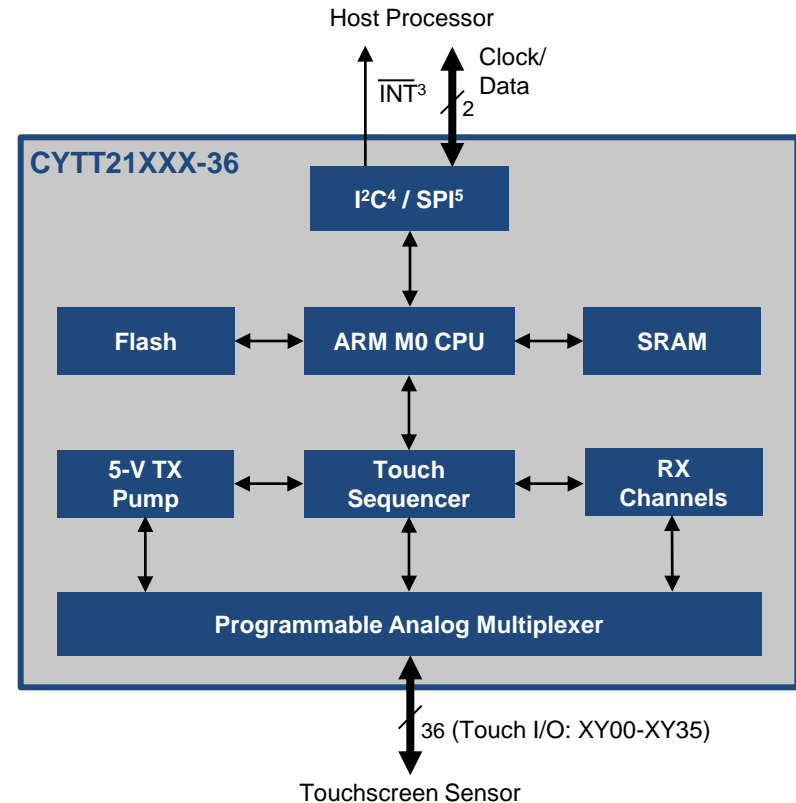 Host Processor
INT³
Clock/
Data
2
CYTT21XXX-36
I²C⁴ / SPI⁵
Flash
ARM M0 CPU
SRAM
5-V TX
Pump
Touch
Sequencer
RX
Channels
Programmable Analog Multiplexer
36 (Touch I/O: XY00-XY35)
Touchscreen Sensor